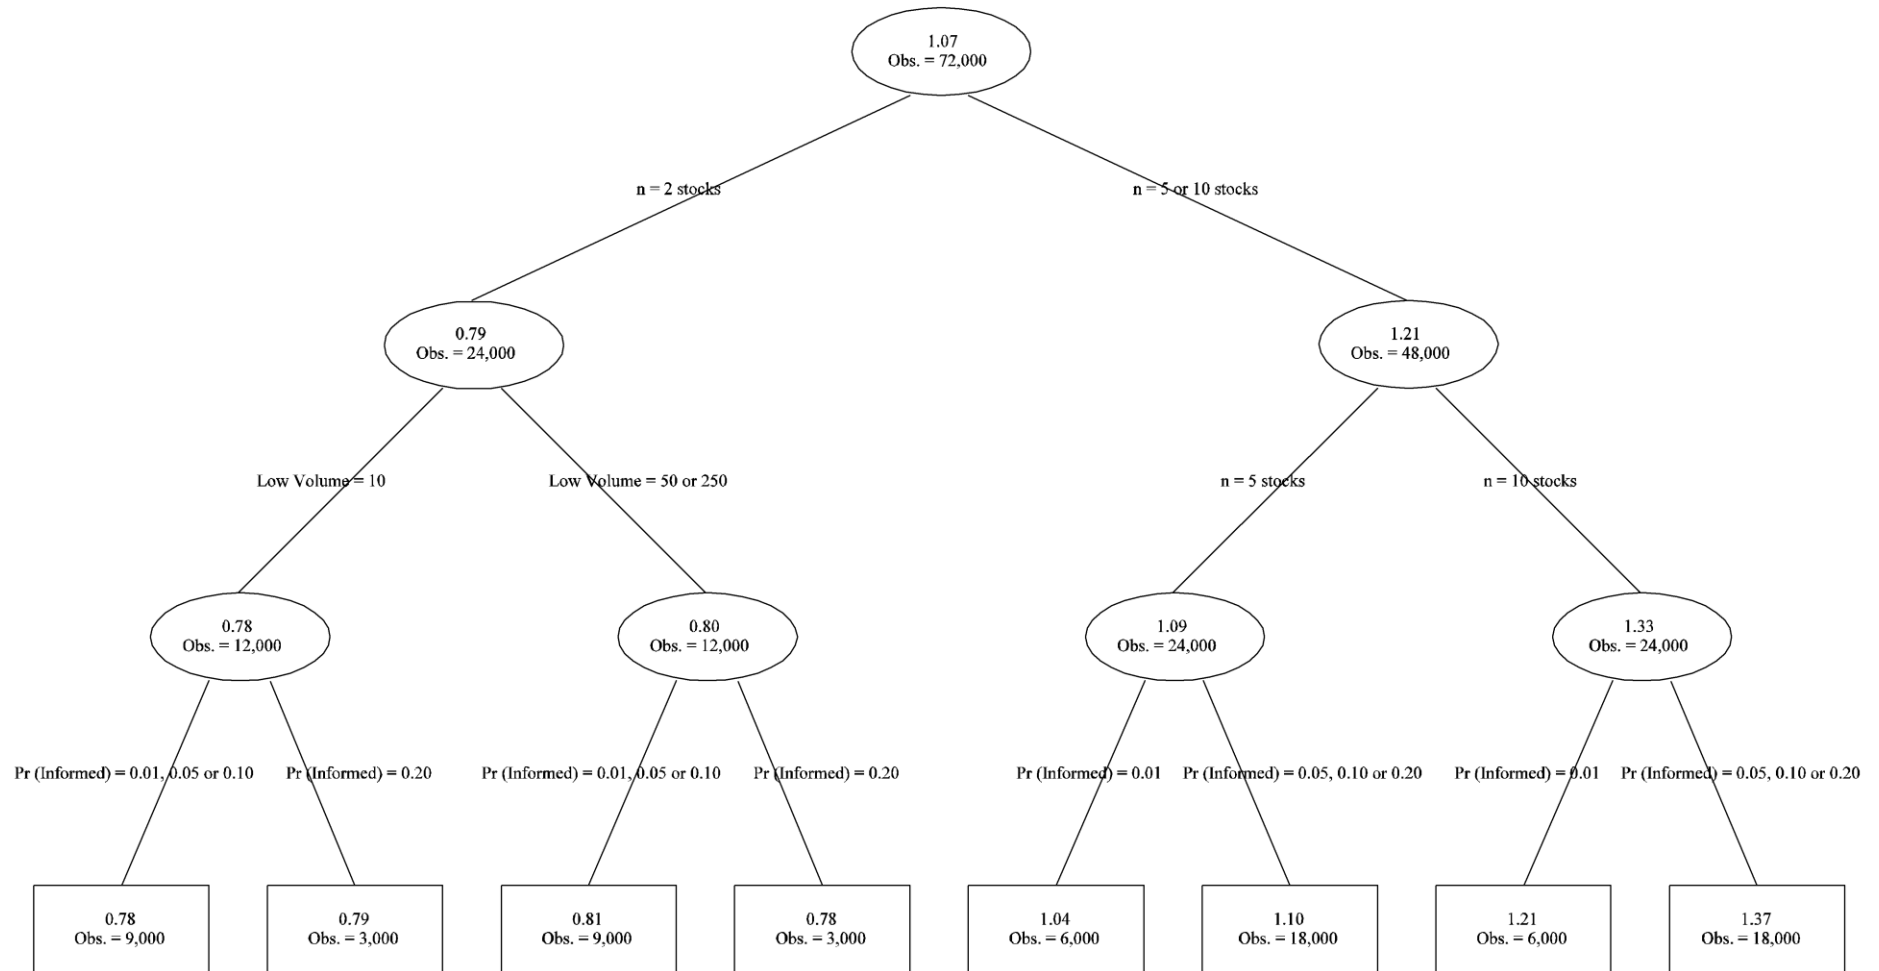 1.07
Obs. = 72,000
n = 2 stocks
n = 5 or 10 stocks
0.79
Obs. = 24,000
1.21
Obs. = 48,000
Low Volume = 10
Low Volume = 50 or 250
n = 5 stocks
n = 10 stocks
0.78
Obs. = 12,000
0.80
Obs. = 12,000
1.09
Obs. = 24,000
1.33
Obs. = 24,000
Pr (Informed) = 0.01, 0.05 or 0.10
Pr (Informed) = 0.20
Pr (Informed) = 0.01, 0.05 or 0.10
Pr (Informed) = 0.20
Pr (Informed) = 0.01
Pr (Informed) = 0.05, 0.10 or 0.20
Pr (Informed) = 0.01
Pr (Informed) = 0.05, 0.10 or 0.20
0.78
Obs. = 9,000
0.79
Obs. = 3,000
0.81
Obs. = 9,000
0.78
Obs. = 3,000
1.04
Obs. = 6,000
1.10
Obs. = 18,000
1.21
Obs. = 6,000
1.37
Obs. = 18,000